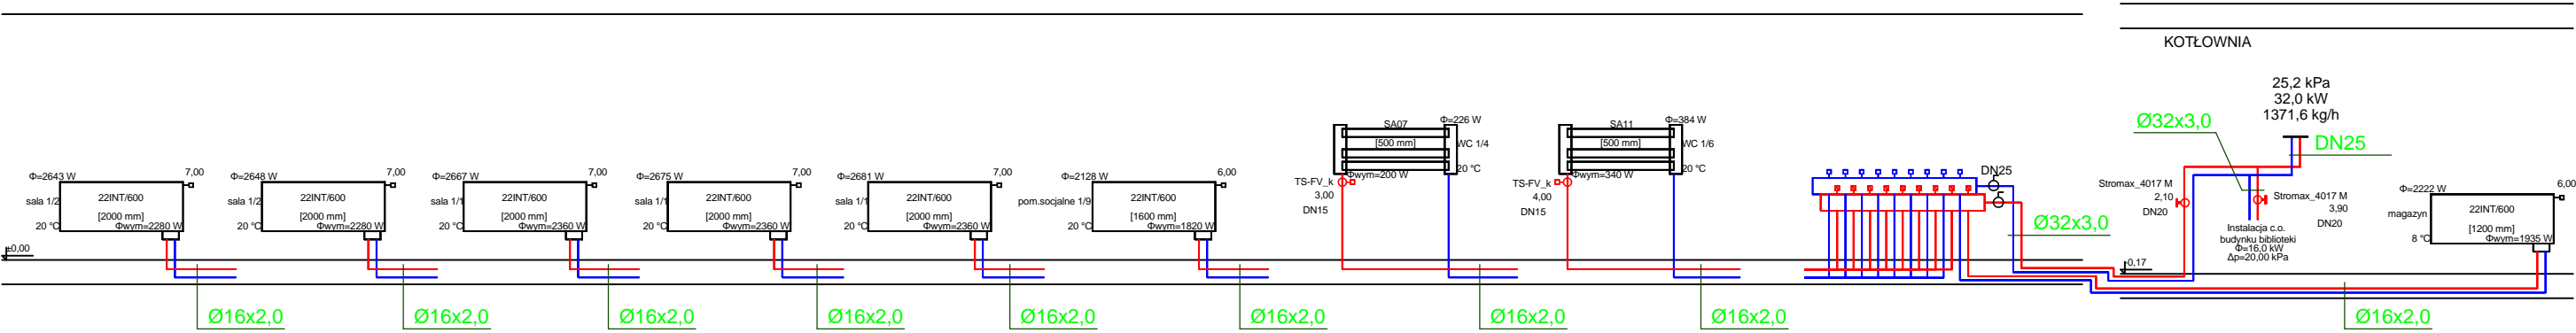 Φ=2643 W
7,00
sala 1/2
22INT/600
[2000 mm]
20 °C
Φwym=2280 W
±0,00
Ø16x2,0
Φ=2648 W
7,00
sala 1/2
22INT/600
[2000 mm]
20 °C
Φwym=2280 W
Ø16x2,0
Φ=2667 W
7,00
sala 1/1
22INT/600
[2000 mm]
20 °C
Φwym=2360 W
Ø16x2,0
Φ=2675 W
7,00
sala 1/1
22INT/600
[2000 mm]
20 °C
Φwym=2360 W
Ø16x2,0
Φ=2681 W
7,00
sala 1/1
22INT/600
[2000 mm]
20 °C
Φwym=2360 W
Ø16x2,0
Φ=2128 W
6,00
pom.socjalne 1/9
22INT/600
[1600 mm]
20 °C
Φwym=1820 W
Ø16x2,0
SA07
Φ=226 W
[500 mm]
WC 1/4
20 °C
Φwym=200 W
TS-FV_k
3,00
DN15
Ø16x2,0
SA11
Φ=384 W
[500 mm]
WC 1/6
20 °C
Φwym=340 W
TS-FV_k
4,00
DN15
Ø16x2,0
DN25
Ø32x3,0
KOTŁOWNIA
25,2 kPa
32,0 kW
1371,6 kg/h
Ø32x3,0
DN25
Stromax_4017 M
2,10
DN20
Stromax_4017 M
3,90
DN20
Instalacja c.o.
budynku biblioteki
Φ=16,0 kW
Δp=20,00 kPa
-0,17
Φ=2222 W
6,00
magazyn
22INT/600
[1200 mm]
8 °C
Φwym=1935 W
Ø16x2,0